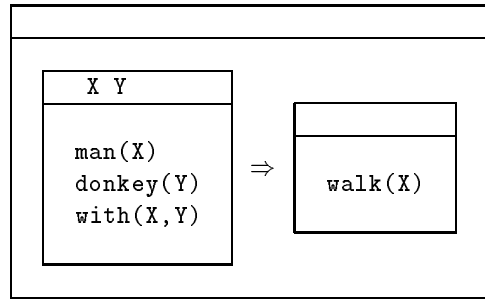 X Y
man(X)
donkey(Y)
with(X,Y)
⇒
walk(X)